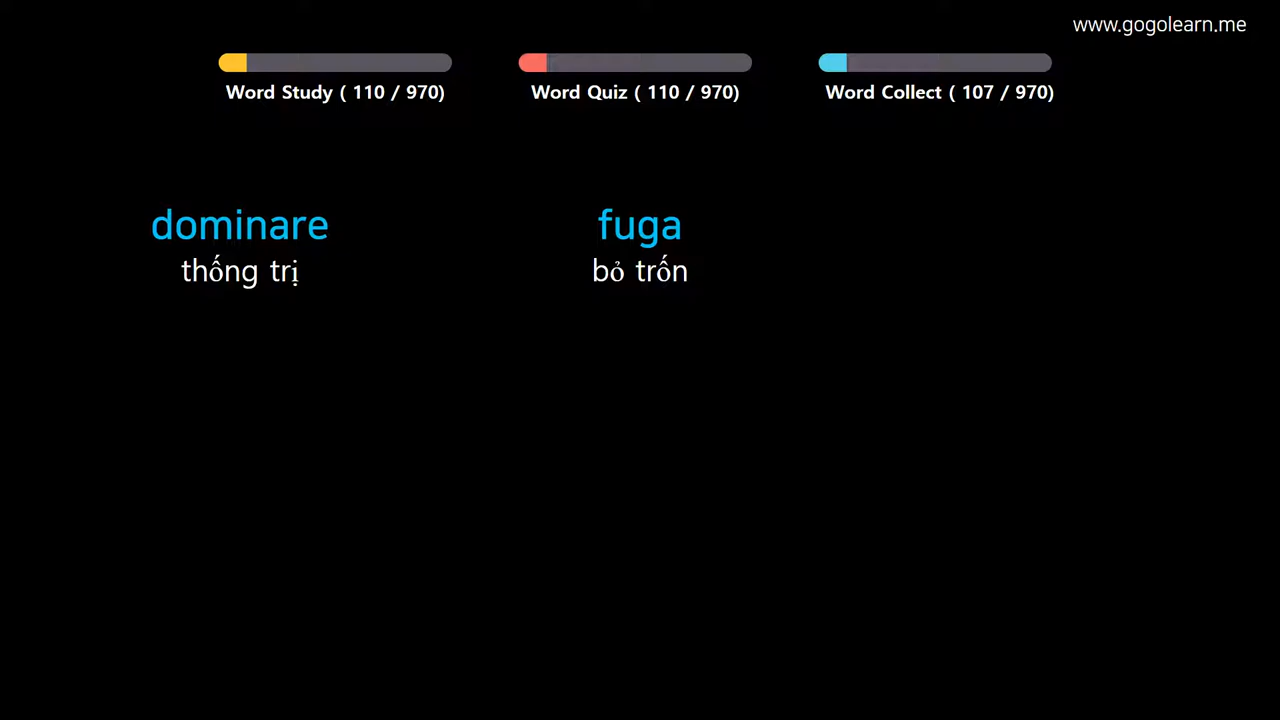 www.gogolearn.me
Word Study ( 110 / 970)
Word Quiz ( 110 / 970)
Word Collect ( 107 / 970)
dominare
thống trị
fuga
bỏ trốn